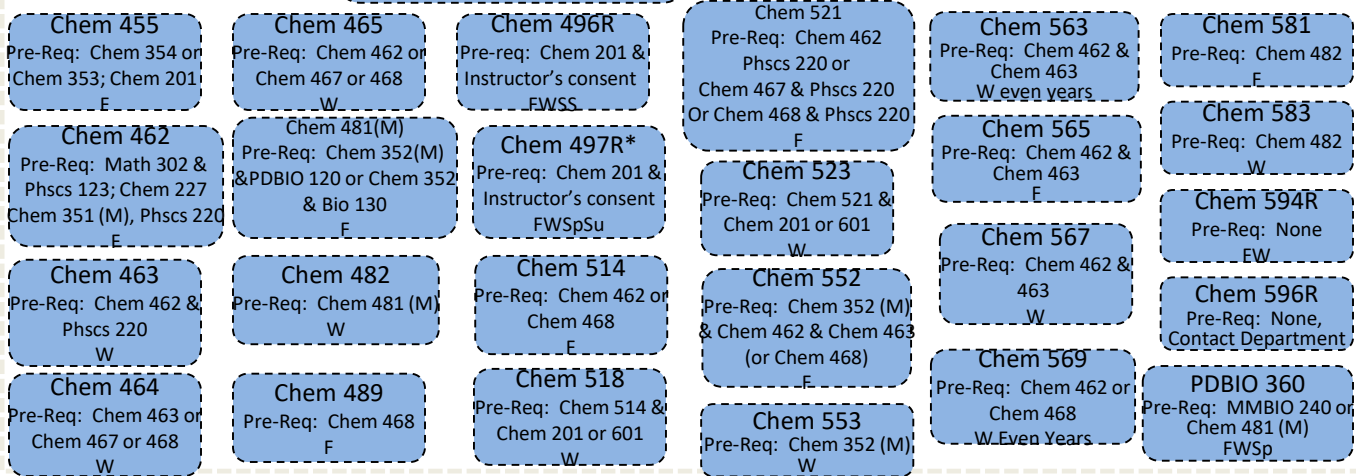 Chem 455
Pre-Req: Chem 354 or
Chem 353; Chem 201
F
Chem 462
Pre-Req: Math 302 &
Phscs 123; Chem 227
Chem 351 (M), Phscs 220
F
Chem 463
Pre-Req: Chem 462 &
Phscs 220
W
Chem 464
Pre-Req: Chem 463 or
Chem 467 or 468
W
Chem 465
Pre-Req: Chem 462 or
Chem 467 or 468
W
Chem 481(M)
Pre-Req: Chem 352(M)
&PDBIO 120 or Chem 352
& Bio 130
F
Chem 482
Pre-Req: Chem 481 (M)
W
Chem 489
Pre-Req: Chem 468
F
Chem 496R
Pre-req: Chem 201 &
Instructor's consent
FWSS
Chem 497R*
Pre-req: Chem 201 &
Instructor's consent
FWSpSu
Chem 514
Pre-Req: Chem 462 or
Chem 468
F
Chem 518
Pre-Req: Chem 514 &
Chem 201 or 601
W
Chem 521
Pre-Req: Chem 462
Phscs 220 or
Chem 467 & Phscs 220
Or Chem 468 & Phscs 220
F
Chem 523
Pre-Req: Chem 521 &
Chem 201 or 601
W
Chem 552
Pre-Req: Chem 352 (M)
& Chem 462 & Chem 463
(or Chem 468)
F
Chem 553
Pre-Req: Chem 352 (M)
W
Chem 563
Pre-Req: Chem 462 &
Chem 463
W even years
Chem 565
Pre-Req: Chem 462 &
Chem 463
F
Chem 567
Pre-Req: Chem 462 &
463
W
Chem 569
Pre-Req: Chem 462 or
Chem 468
W Even Years
Chem 581
Pre-Req: Chem 482
F
Chem 583
Pre-Req: Chem 482
W
Chem 594R
Pre-Req: None
FW
Chem 596R
Pre-Req: None,
Contact Department
PDBIO 360
Pre-Req: MMBIO 240 or
Chem 481 (M)
FWSp